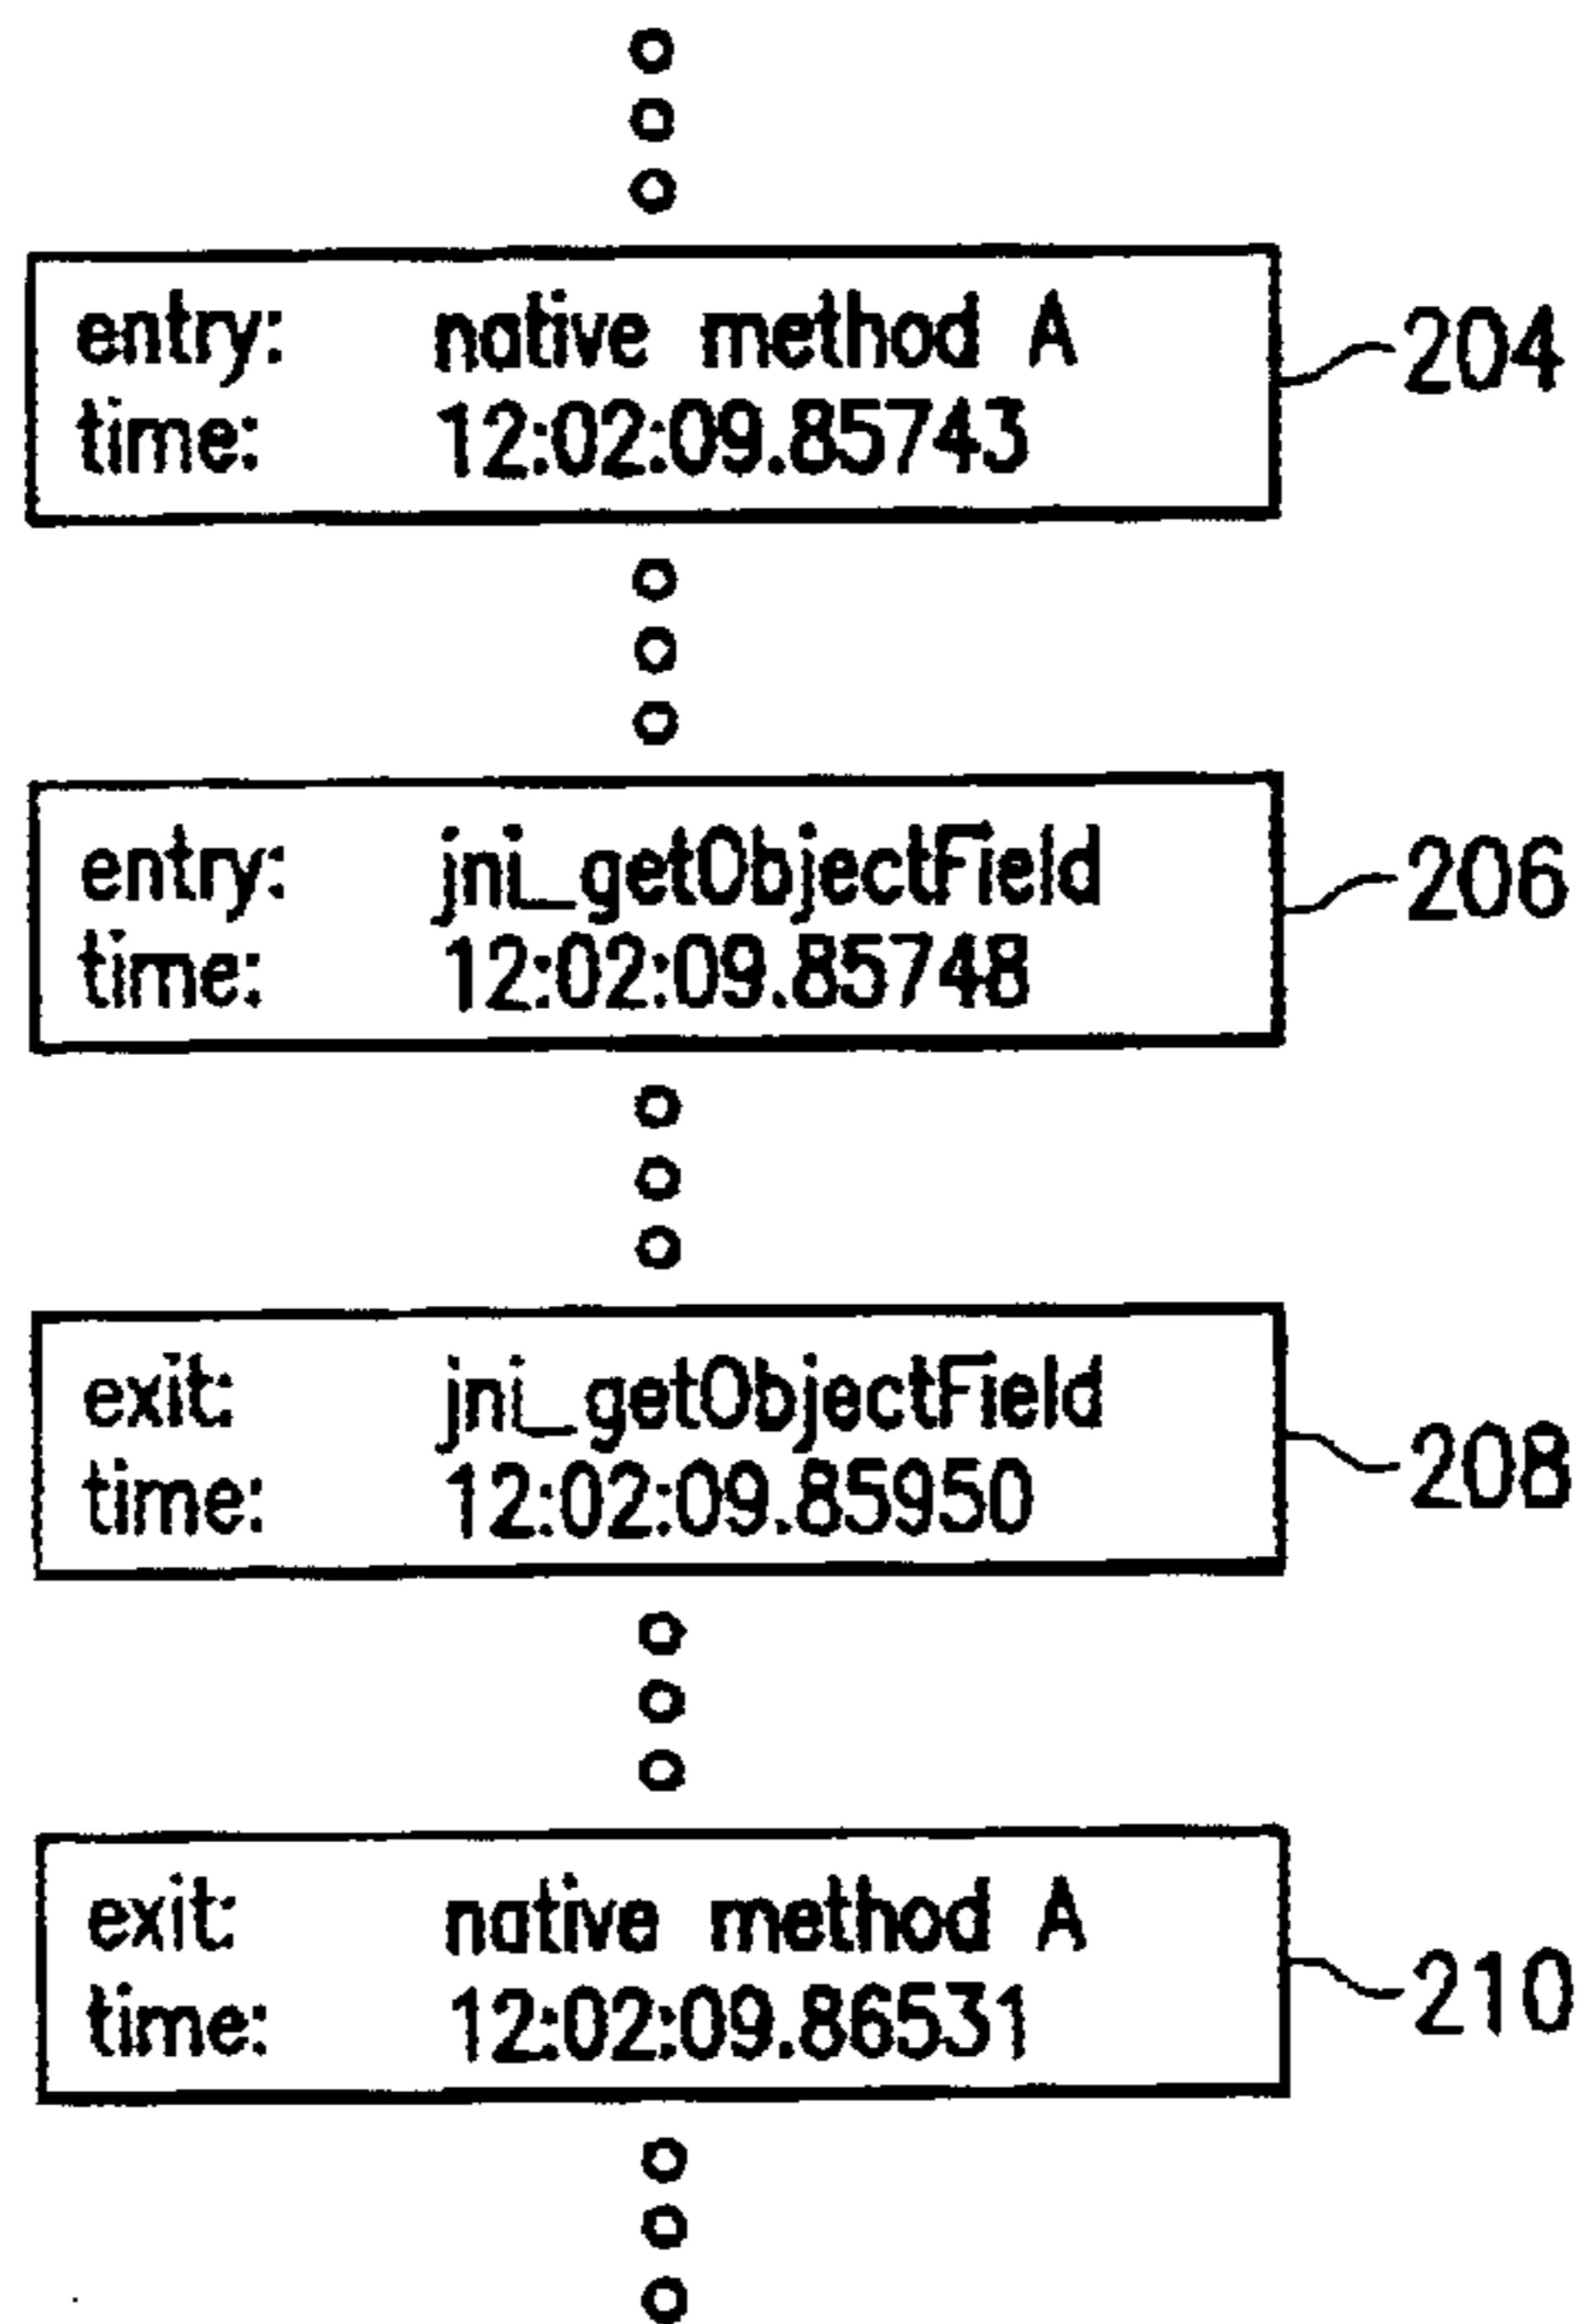 entry: native method A 204
time: 12:02:09.85743
entry: jni_getObjectField 206
time: 12:02:09.85748
exit: jni_getObjectField 208
time: 12:02:09.85950
exit: native method A 210
time: 12:02:09.86531